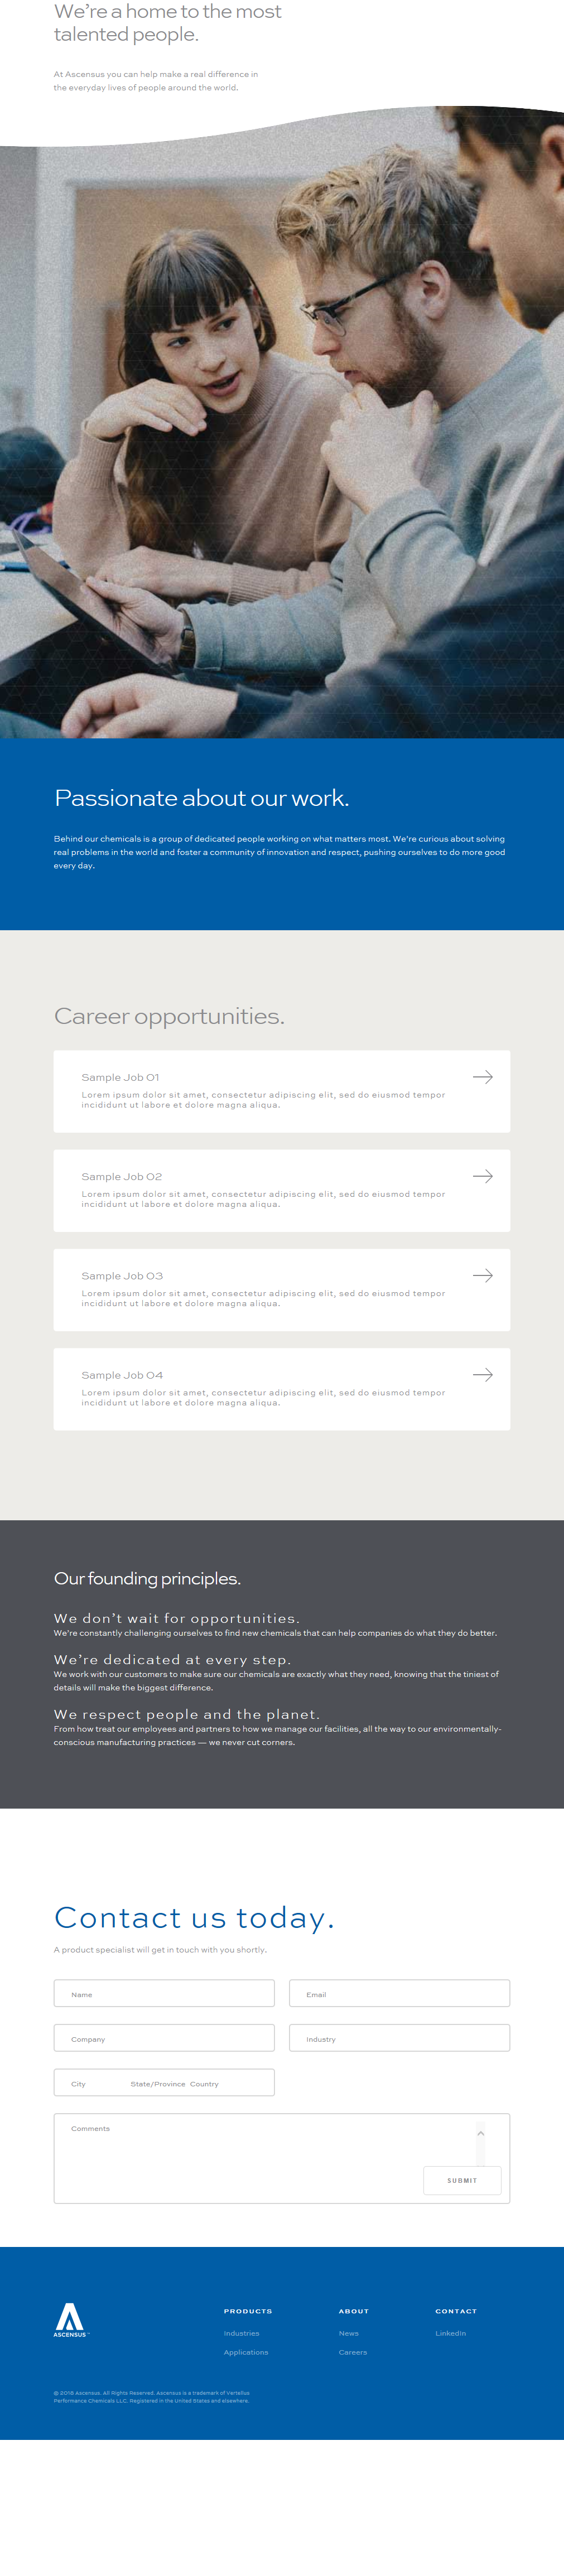 We're a home to the most
talented people.
At Ascensus you can help make a real difference in
the everyday lives of people around the world.
Passionate about our work.
Behind our chemicals is a group of dedicated people working on what matters most. We're curious about solving
real problems in the world and foster a community of innovation and respect, pushing ourselves to do more good
every day.
Career opportunities.
Sample Job 01
Lorem ipsum dolor sit amet, consectetur adipiscing elit, sed do eiusmod tempor
incididunt ut labore et dolore magna aliqua.
Sample Job 02
Lorem ipsum dolor sit amet, consectetur adipiscing elit, sed do eiusmod tempor
incididunt ut labore et dolore magna aliqua.
Sample Job 03
Lorem ipsum dolor sit amet, consectetur adipiscing elit, sed do eiusmod tempor
incididunt ut labore et dolore magna aliqua.
Sample Job 04
Lorem ipsum dolor sit amet, consectetur adipiscing elit, sed do eiusmod tempor
incididunt ut labore et dolore magna aliqua.
Our founding principles.
We don't wait for opportunities.
We're constantly challenging ourselves to find new chemicals that can help companies do what they do better.
We're dedicated at every step.
We work with our customers to make sure our chemicals are exactly what they need, knowing that the tiniest of
details will make the biggest difference.
We respect people and the planet.
From how treat our employees and partners to how we manage our facilities, all the way to our environmentally-
conscious manufacturing practices — we never cut corners.
Contact us today.
A product specialist will get in touch with you shortly.
Name Email
Company Industry
City State/Province Country
Comments
SUBMIT
ASCENSUS™
PRODUCTS ABOUT CONTACT
Industries News LinkedIn
Applications Careers
© 2018 Ascensus. All Rights Reserved. Ascensus is a trademark of Vertellus
Performance Chemicals LLC. Registered in the United States and elsewhere.